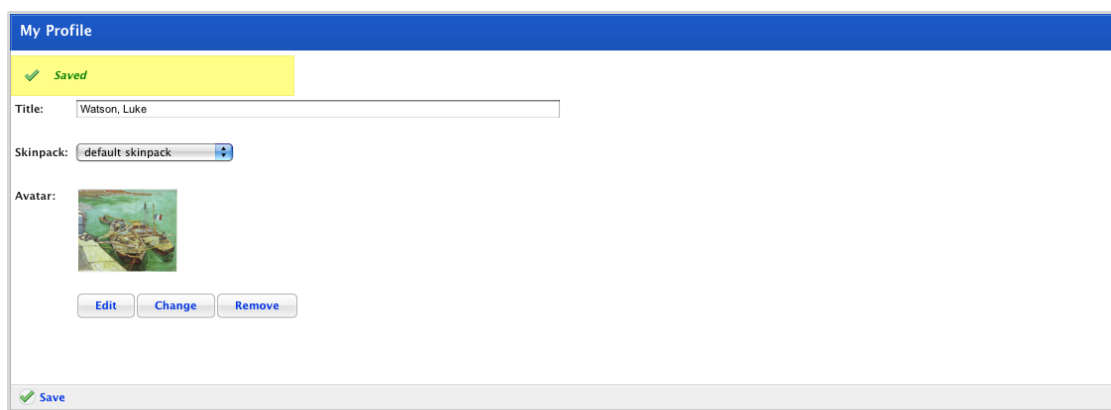 My Profile
Saved
Title: Watson, Luke
Skinpack: default skinpack
Avatar:
Edit Change Remove
Save